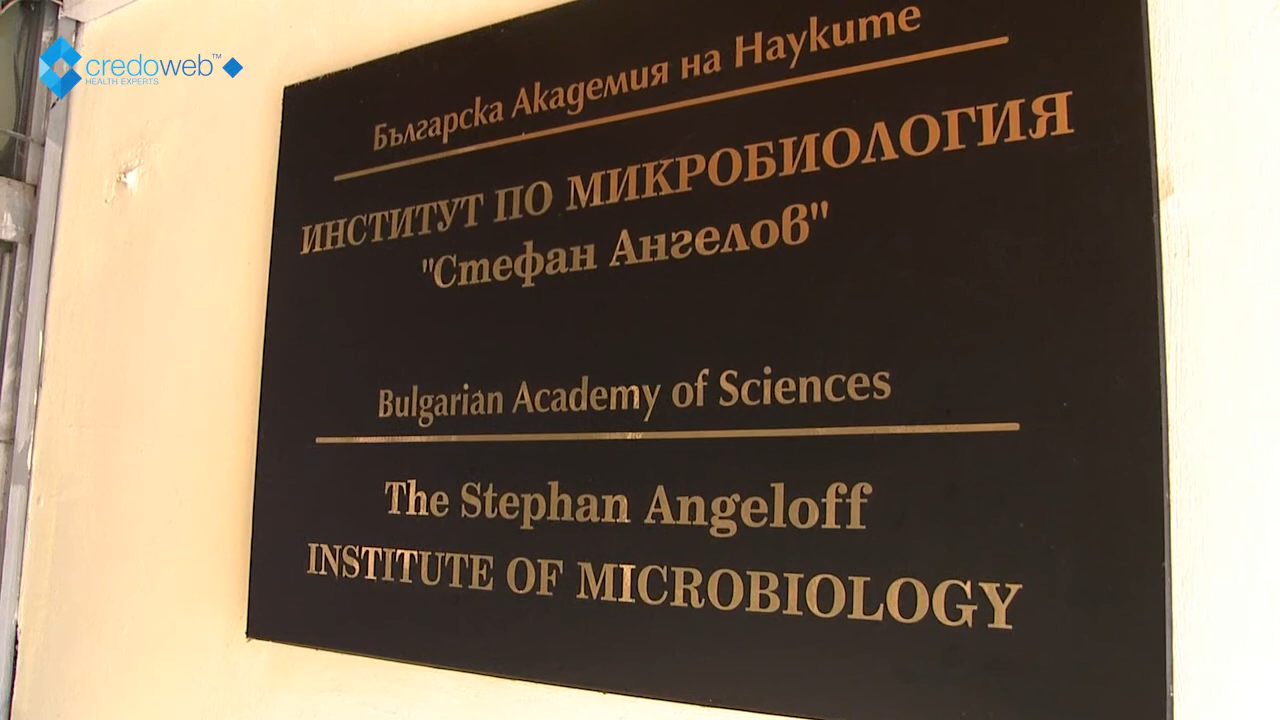 credoweb™
HEALTH EXPERTS
Българска Академия на Науките
ИНСТИТУТ ПО МИКРОБИОЛОГИЯ
"Стефан Ангелов"
Bulgarian Academy of Sciences
The Stephan Angeloff
INSTITUTE OF MICROBIOLOGY